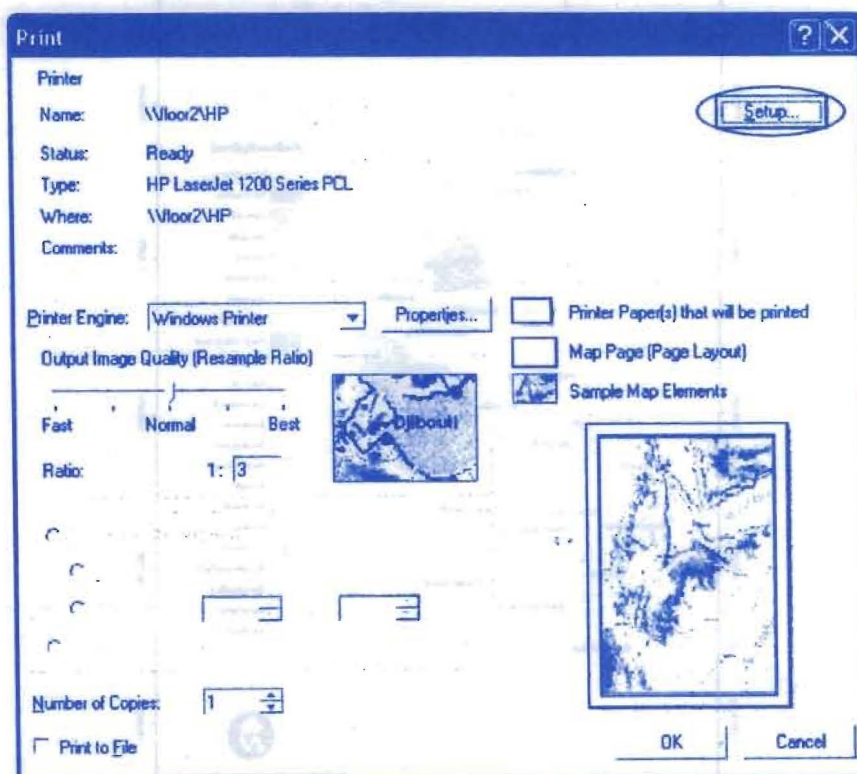 Print
Printer
Name: \\floor2\HP
Setup...
Status: Ready
Type: HP LaserJet 1200 Series PCL
Where: \\floor2\HP
Comments:
Printer Engine: Windows Printer Properties...
Printer Paper(s) that will be printed
Output Image Quality (Resample Ratio)
Map Page (Page Layout)
Sample Map Elements
Fast Normal Best
Djibouti
Ratio: 1: 3
Number of Copies: 1
Print to File
OK Cancel